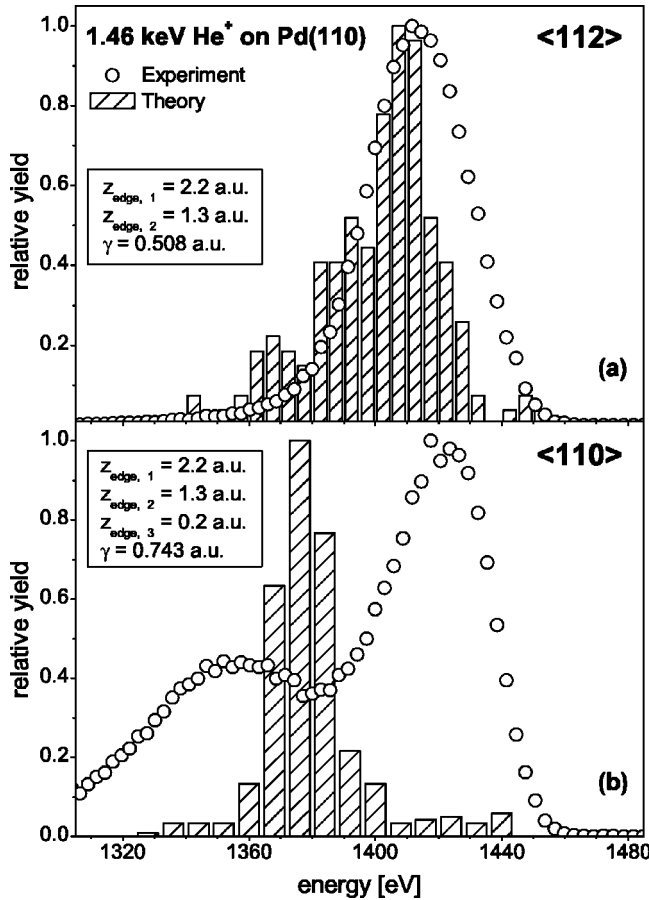 1.46 keV He⁺ on Pd(110)
<112>
Experiment
Theory
z_edge, 1 = 2.2 a.u.
z_edge, 2 = 1.3 a.u.
γ = 0.508 a.u.
(a)
relative yield
1.0
0.8
0.6
0.4
0.2
1.0
0.8
0.6
0.4
0.2
0.0
<110>
z_edge, 1 = 2.2 a.u.
z_edge, 2 = 1.3 a.u.
z_edge, 3 = 0.2 a.u.
γ = 0.743 a.u.
(b)
relative yield
1320 1360 1400 1440 1480
energy [eV]